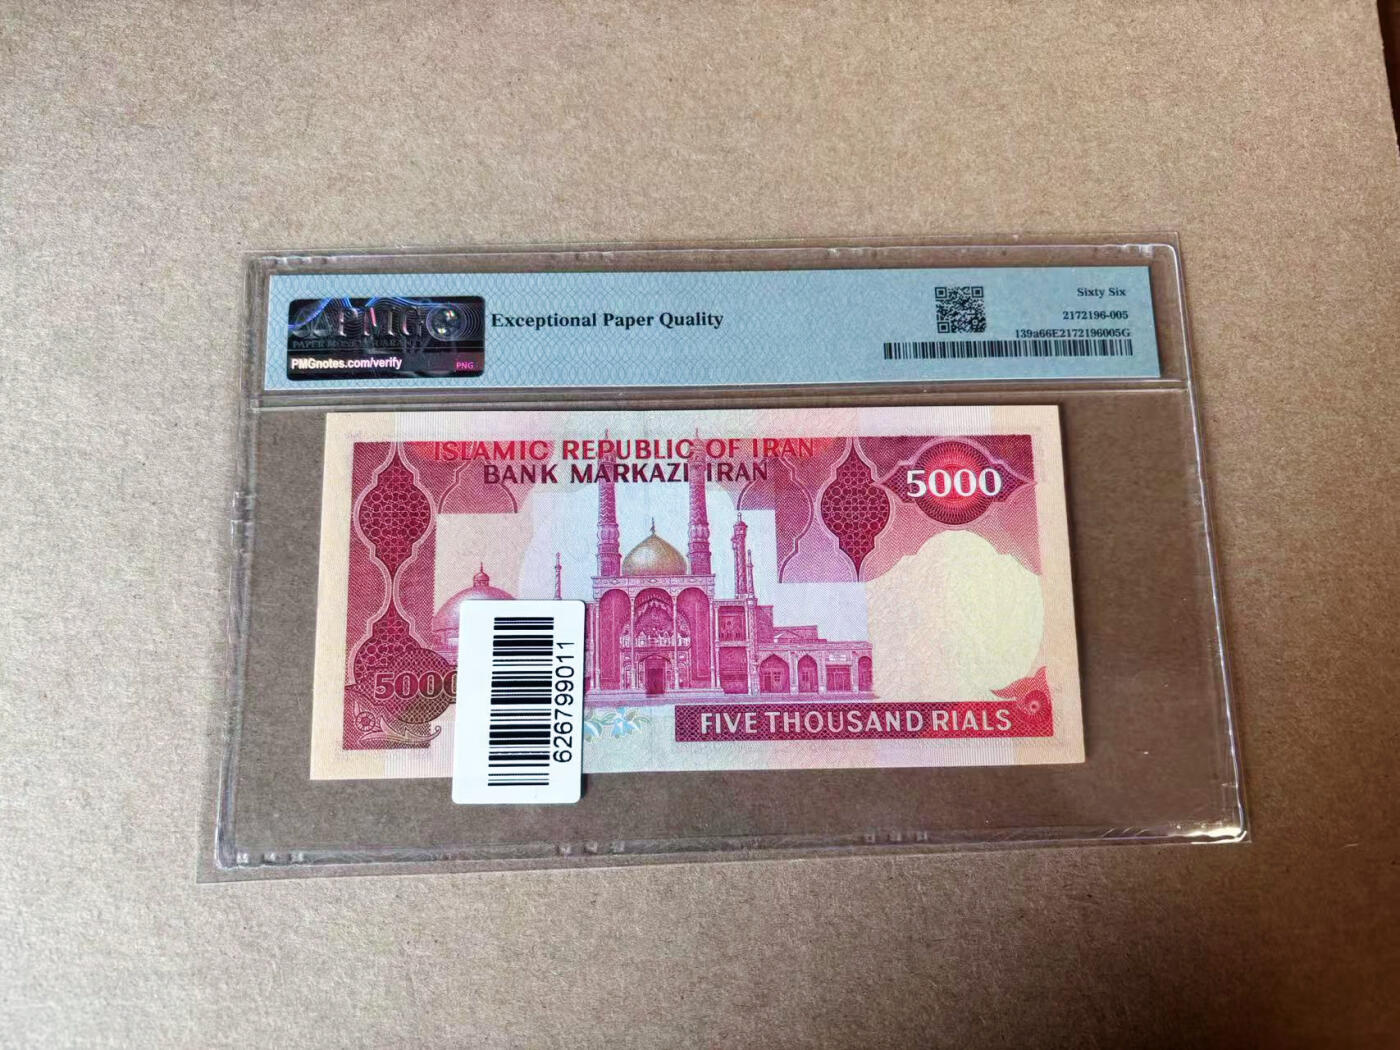 PMG
PAPER MONEY GUARANTY
PMGnotes.com/verify
PNG
Exceptional Paper Quality
Sixty Six
2172196-005
139a66E2172196005G
ISLAMIC REPUBLIC OF IRAN
BANK MARKAZI IRAN
5000
5000
FIVE THOUSAND RIALS
626799011